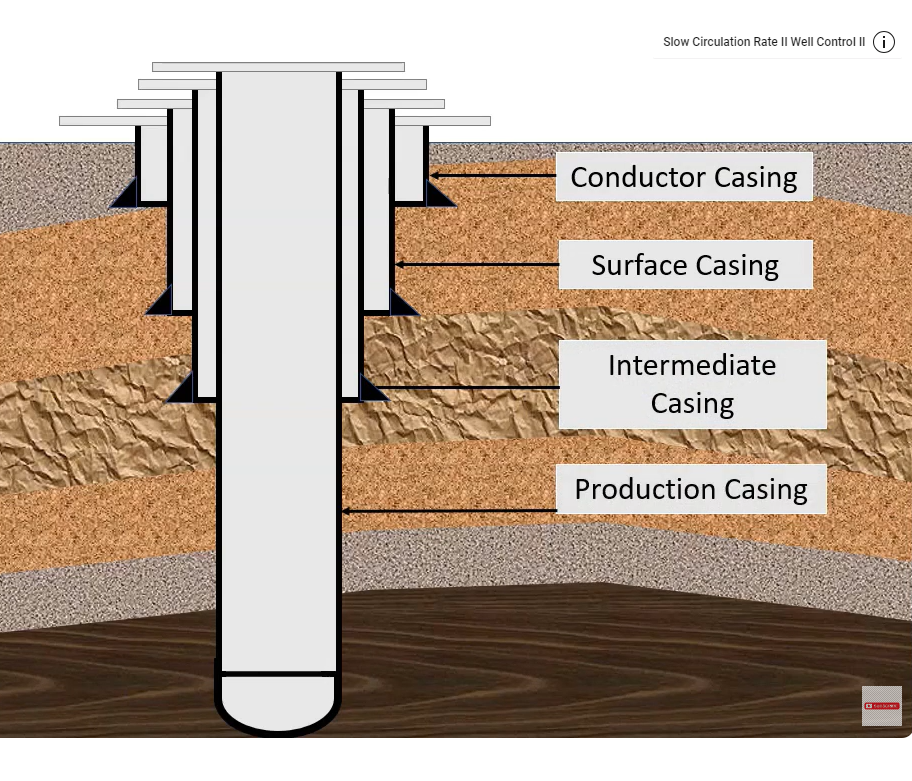 Slow Circulation Rate II Well Control II
Conductor Casing
Surface Casing
Intermediate
Casing
Production Casing